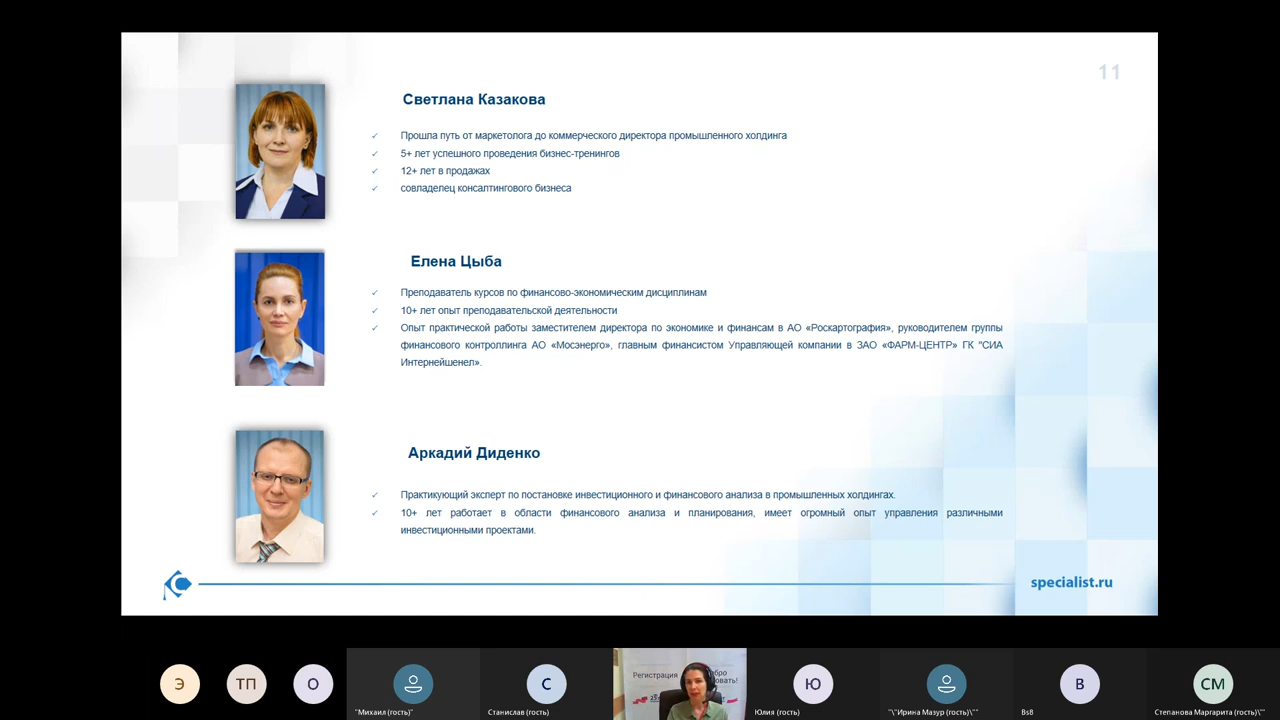 11
Светлана Казакова
Прошла путь от маркетолога до коммерческого директора промышленного холдинга
5+ лет успешного проведения бизнес-тренингов
12+ лет в продажах
совладелец консалтингового бизнеса
Елена Цыба
Преподаватель курсов по финансово-экономическим дисциплинам
10+ лет опыт преподавательской деятельности
Опыт практической работы заместителем директора по экономике и финансам в АО «Роскартография», руководителем группы
финансового контроллинга АО «Мосэнерго», главным финансистом Управляющей компании в ЗАО «ФАРМ-ЦЕНТР» ГК "СИА
Интернейшенел».
Аркадий Диденко
Практикующий эксперт по постановке инвестиционного и финансового анализа в промышленных холдингах.
10+ лет работает в области финансового анализа и планирования, имеет огромный опыт управления различными
инвестиционными проектами.
specialist.ru
Э
ТП
О
С
Ю
В
СМ
Регистрация
"Михаил (гость)"
Станислав (гость)
Юлия (гость)
"\"Ирина Мазур (гость)\""
Bs8
Степанова Маргарита (гость)\""